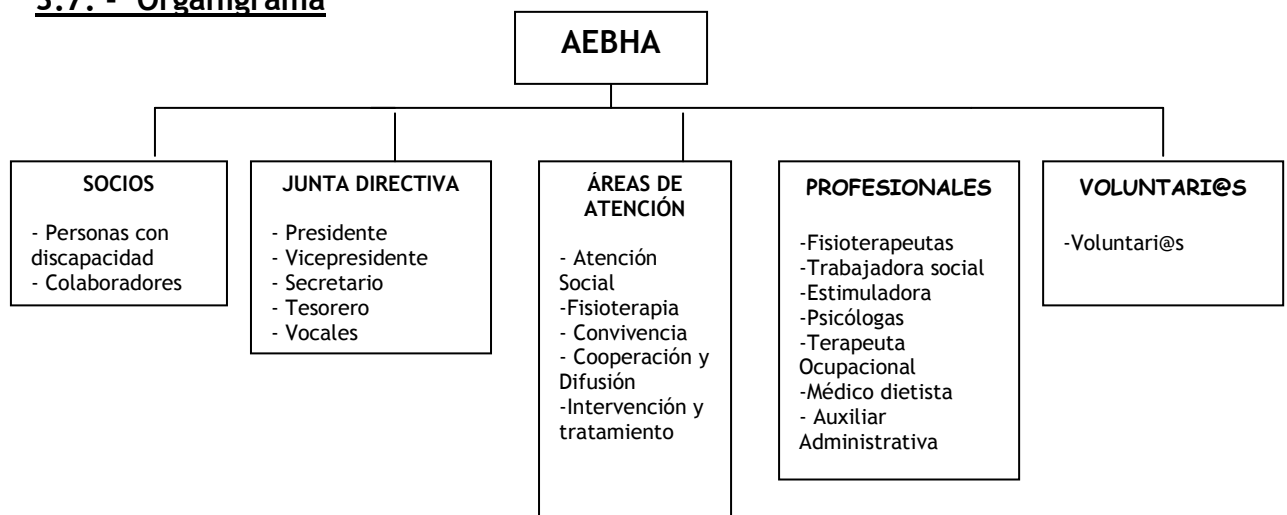 3.7. - Organigrama
AEBHA
SOCIOS
- Personas con
discapacidad
- Colaboradores
JUNTA DIRECTIVA
- Presidente
- Vicepresidente
- Secretario
- Tesorero
- Vocales
ÁREAS DE
ATENCIÓN
- Atención
Social
-Fisioterapia
- Convivencia
- Cooperación y
Difusión
-Intervención y
tratamiento
PROFESIONALES
-Fisioterapeutas
-Trabajadora social
-Estimuladora
-Psicólogas
-Terapeuta
Ocupacional
-Médico dietista
- Auxiliar
Administrativa
VOLUNTARI@S
-Voluntari@s